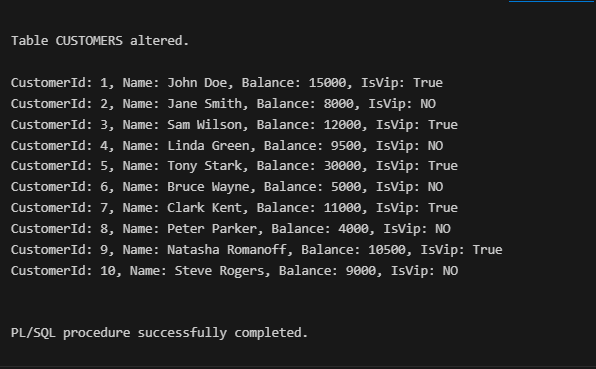 Table CUSTOMERS altered.
CustomerId: 1, Name: John Doe, Balance: 15000, IsVip: True
CustomerId: 2, Name: Jane Smith, Balance: 8000, IsVip: NO
CustomerId: 3, Name: Sam Wilson, Balance: 12000, IsVip: True
CustomerId: 4, Name: Linda Green, Balance: 9500, IsVip: NO
CustomerId: 5, Name: Tony Stark, Balance: 30000, IsVip: True
CustomerId: 6, Name: Bruce Wayne, Balance: 5000, IsVip: NO
CustomerId: 7, Name: Clark Kent, Balance: 11000, IsVip: True
CustomerId: 8, Name: Peter Parker, Balance: 4000, IsVip: NO
CustomerId: 9, Name: Natasha Romanoff, Balance: 10500, IsVip: True
CustomerId: 10, Name: Steve Rogers, Balance: 9000, IsVip: NO
PL/SQL procedure successfully completed.